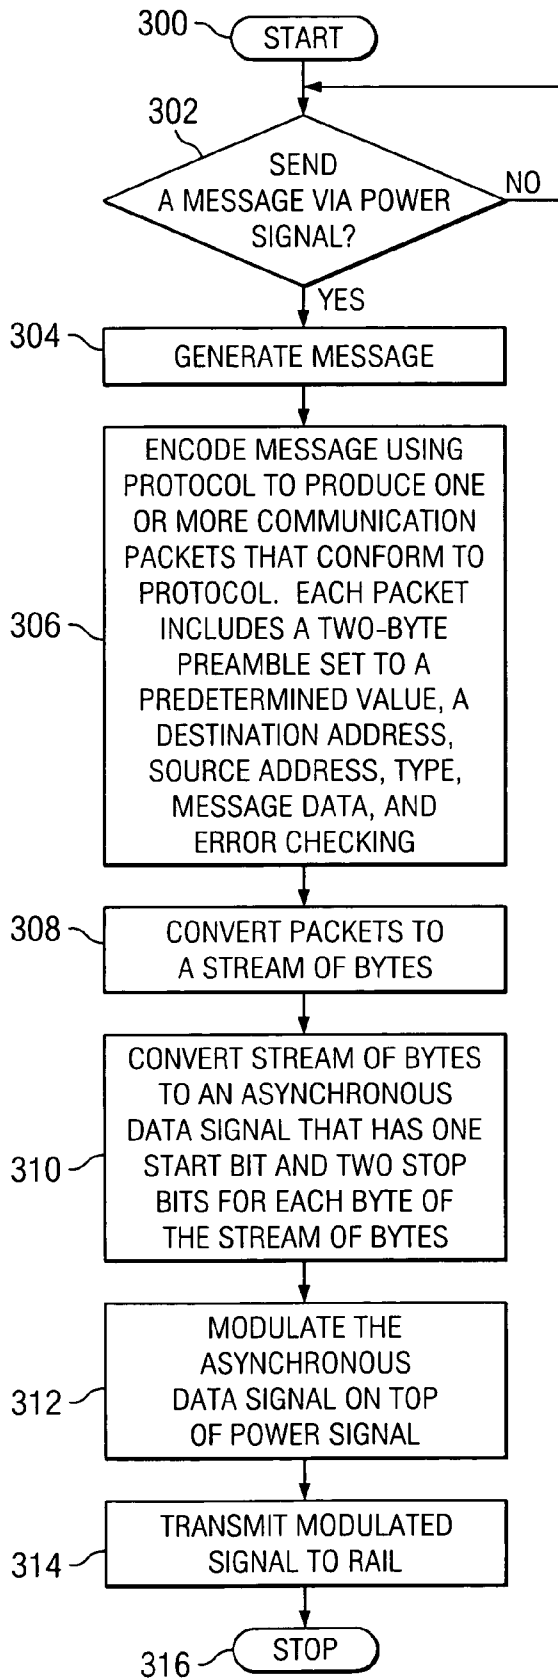 300
START
302
SEND
A MESSAGE VIA POWER
SIGNAL?
NO
YES
304
GENERATE MESSAGE
306
ENCODE MESSAGE USING
PROTOCOL TO PRODUCE ONE
OR MORE COMMUNICATION
PACKETS THAT CONFORM TO
PROTOCOL. EACH PACKET
INCLUDES A TWO-BYTE
PREAMBLE SET TO A
PREDETERMINED VALUE, A
DESTINATION ADDRESS,
SOURCE ADDRESS, TYPE,
MESSAGE DATA, AND
ERROR CHECKING
308
CONVERT PACKETS TO
A STREAM OF BYTES
310
CONVERT STREAM OF BYTES
TO AN ASYNCHRONOUS
DATA SIGNAL THAT HAS ONE
START BIT AND TWO STOP
BITS FOR EACH BYTE OF
THE STREAM OF BYTES
312
MODULATE THE
ASYNCHRONOUS
DATA SIGNAL ON TOP
OF POWER SIGNAL
314
TRANSMIT MODULATED
SIGNAL TO RAIL
316
STOP